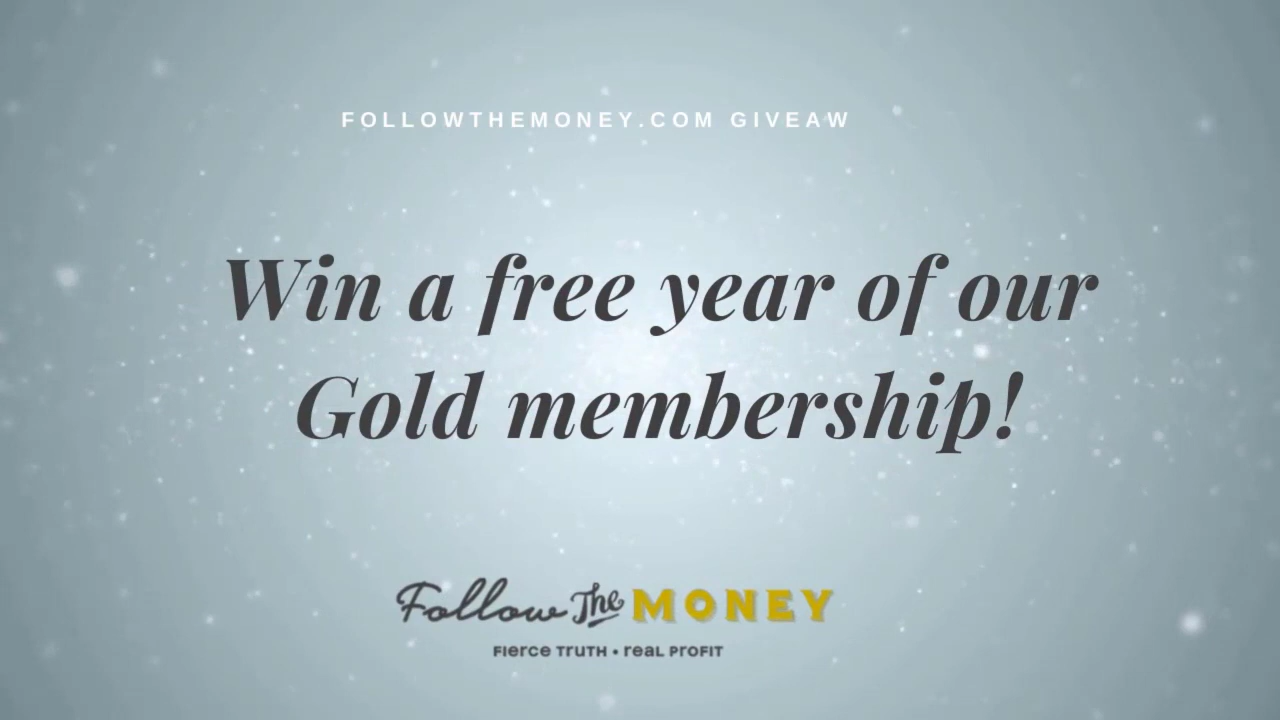 FOLLOWTHEMONEY.COM GIVEAW
Win a free year of our
Gold membership!
Follow The MONEY
FIerce TruTH • reaL ProFIT